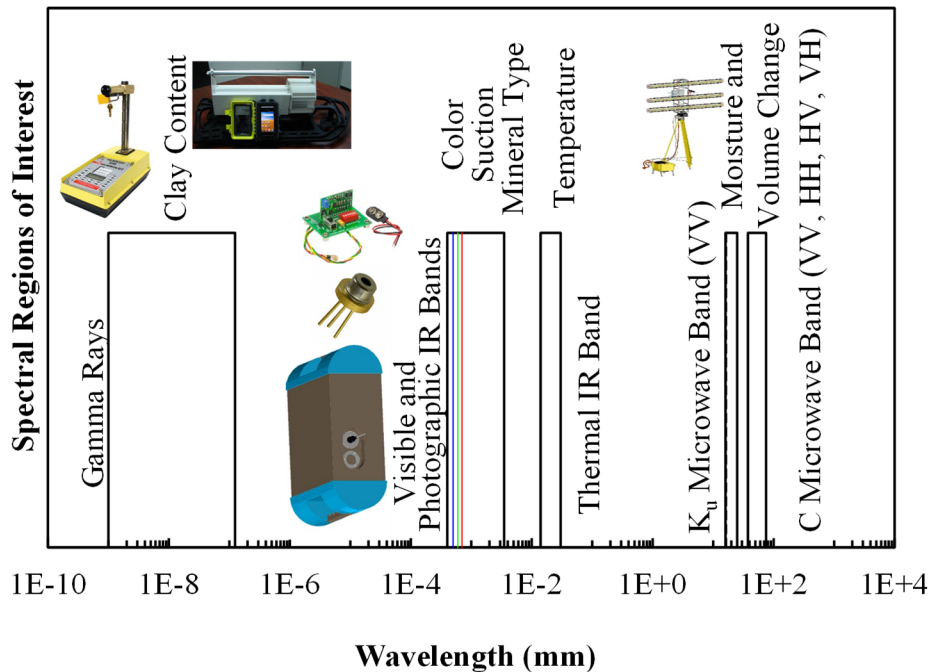 Spectral Regions of Interest
Clay Content
Color
Suction
Mineral Type
Temperature
Moisture and
Volume Change
Gamma Rays
Visible and
Photographic IR Bands
Thermal IR Band
Ku Microwave Band (VV)
C Microwave Band (VV, HH, HV, VH)
1E-10
1E-8
1E-6
1E-4
1E-2
1E+0
1E+2
1E+4
Wavelength (mm)